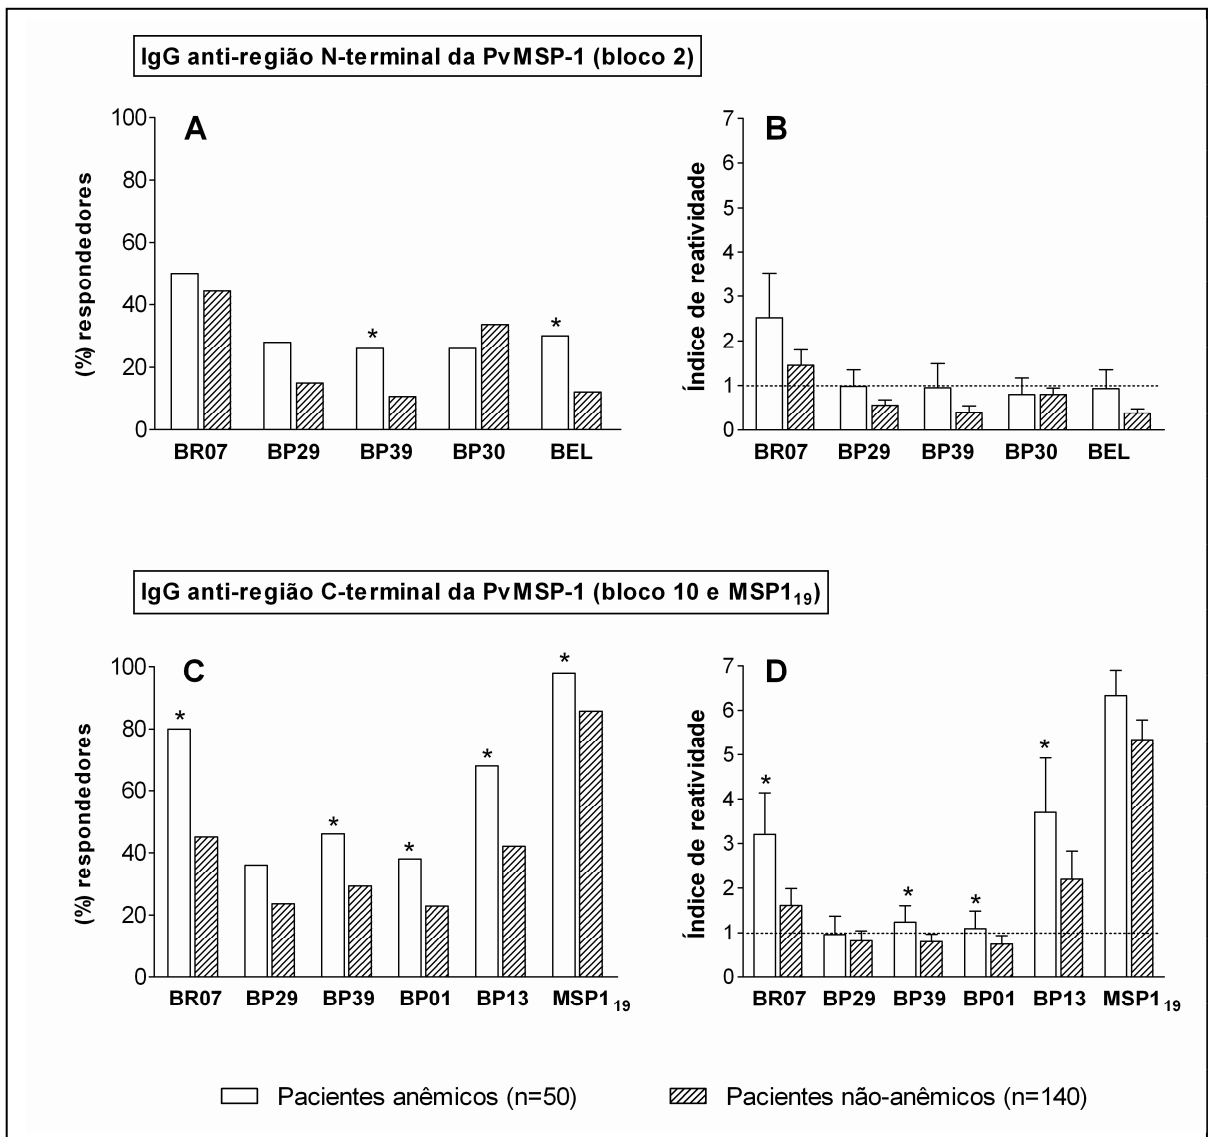 IgG anti-região N-terminal da PvMSP-1 (bloco 2)
A
(%) respondedores
100
80
60
40
20
0
*
*
BR07 BP29 BP39 BP30 BEL
B
Índice de reatividade
7
6
5
4
3
2
1
0
BR07 BP29 BP39 BP30 BEL
IgG anti-região C-terminal da PvMSP-1 (bloco 10 e MSP1₁₉)
C
(%) respondedores
100
80
60
40
20
0
*
*
*
*
*
BR07 BP29 BP39 BP01 BP13 MSP1₁₉
D
Índice de reatividade
7
6
5
4
3
2
1
0
*
*
*
*
BR07 BP29 BP39 BP01 BP13 MSP1₁₉
Pacientes anêmicos (n=50) Pacientes não-anêmicos (n=140)